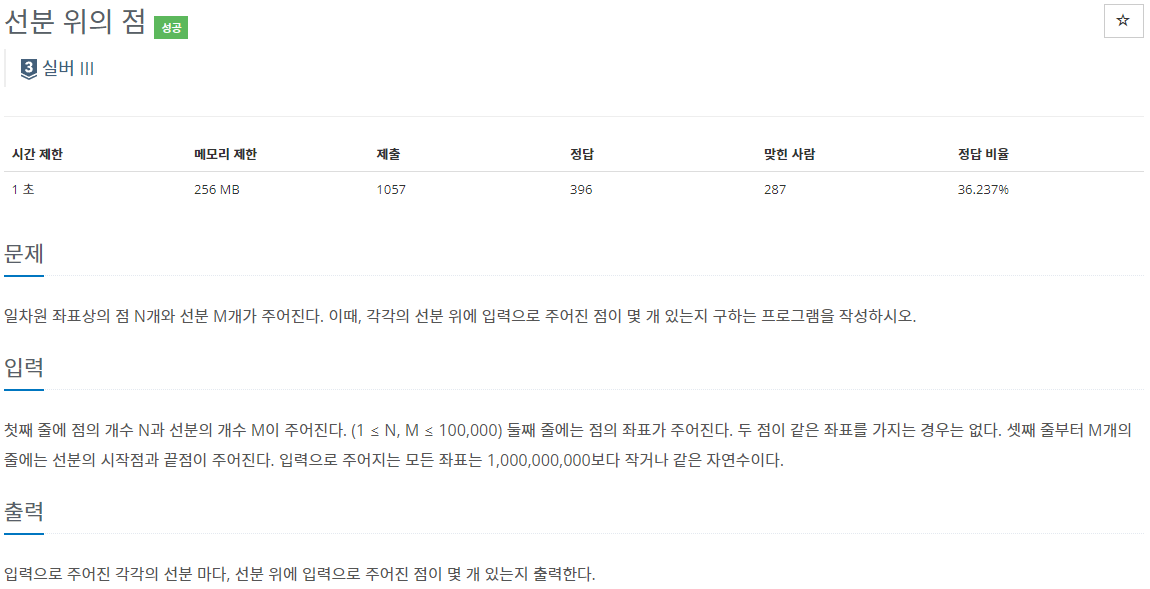 선분 위의 점 성공
☆
3 실버 III
시간 제한 메모리 제한 제출 정답 맞힌 사람 정답 비율
1 초 256 MB 1057 396 287 36.237%
문제
일차원 좌표상의 점 N개와 선분 M개가 주어진다. 이때, 각각의 선분 위에 입력으로 주어진 점이 몇 개 있는지 구하는 프로그램을 작성하시오.
입력
첫째 줄에 점의 개수 N과 선분의 개수 M이 주어진다. (1 ≤ N, M ≤ 100,000) 둘째 줄에는 점의 좌표가 주어진다. 두 점이 같은 좌표를 가지는 경우는 없다. 셋째 줄부터 M개의
줄에는 선분의 시작점과 끝점이 주어진다. 입력으로 주어지는 모든 좌표는 1,000,000,000보다 작거나 같은 자연수이다.
출력
입력으로 주어진 각각의 선분 마다, 선분 위에 입력으로 주어진 점이 몇 개 있는지 출력한다.